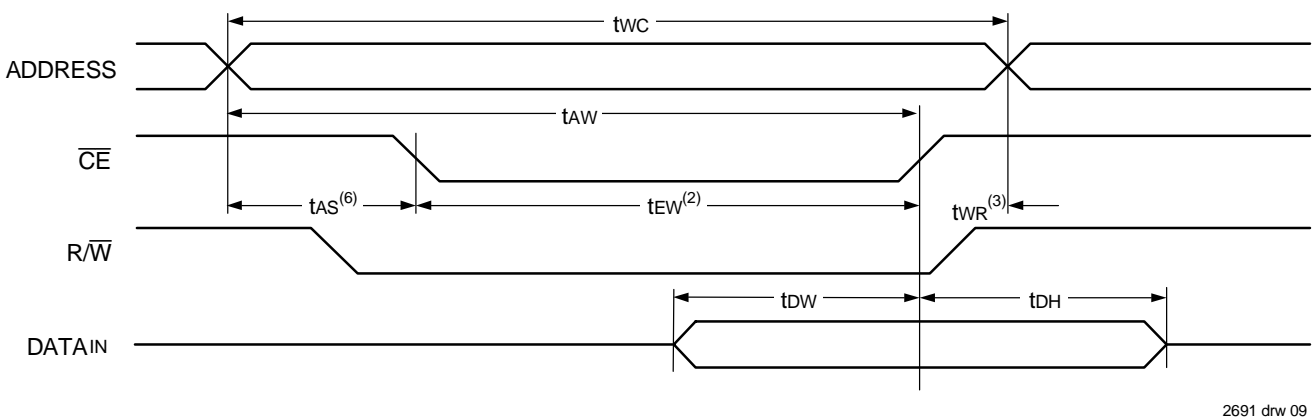 tWC
ADDRESS
tAW
CE
tAS(6) tEW(2) tWR(3)
R/W
tDW tDH
DATAIN
2691 drw 09